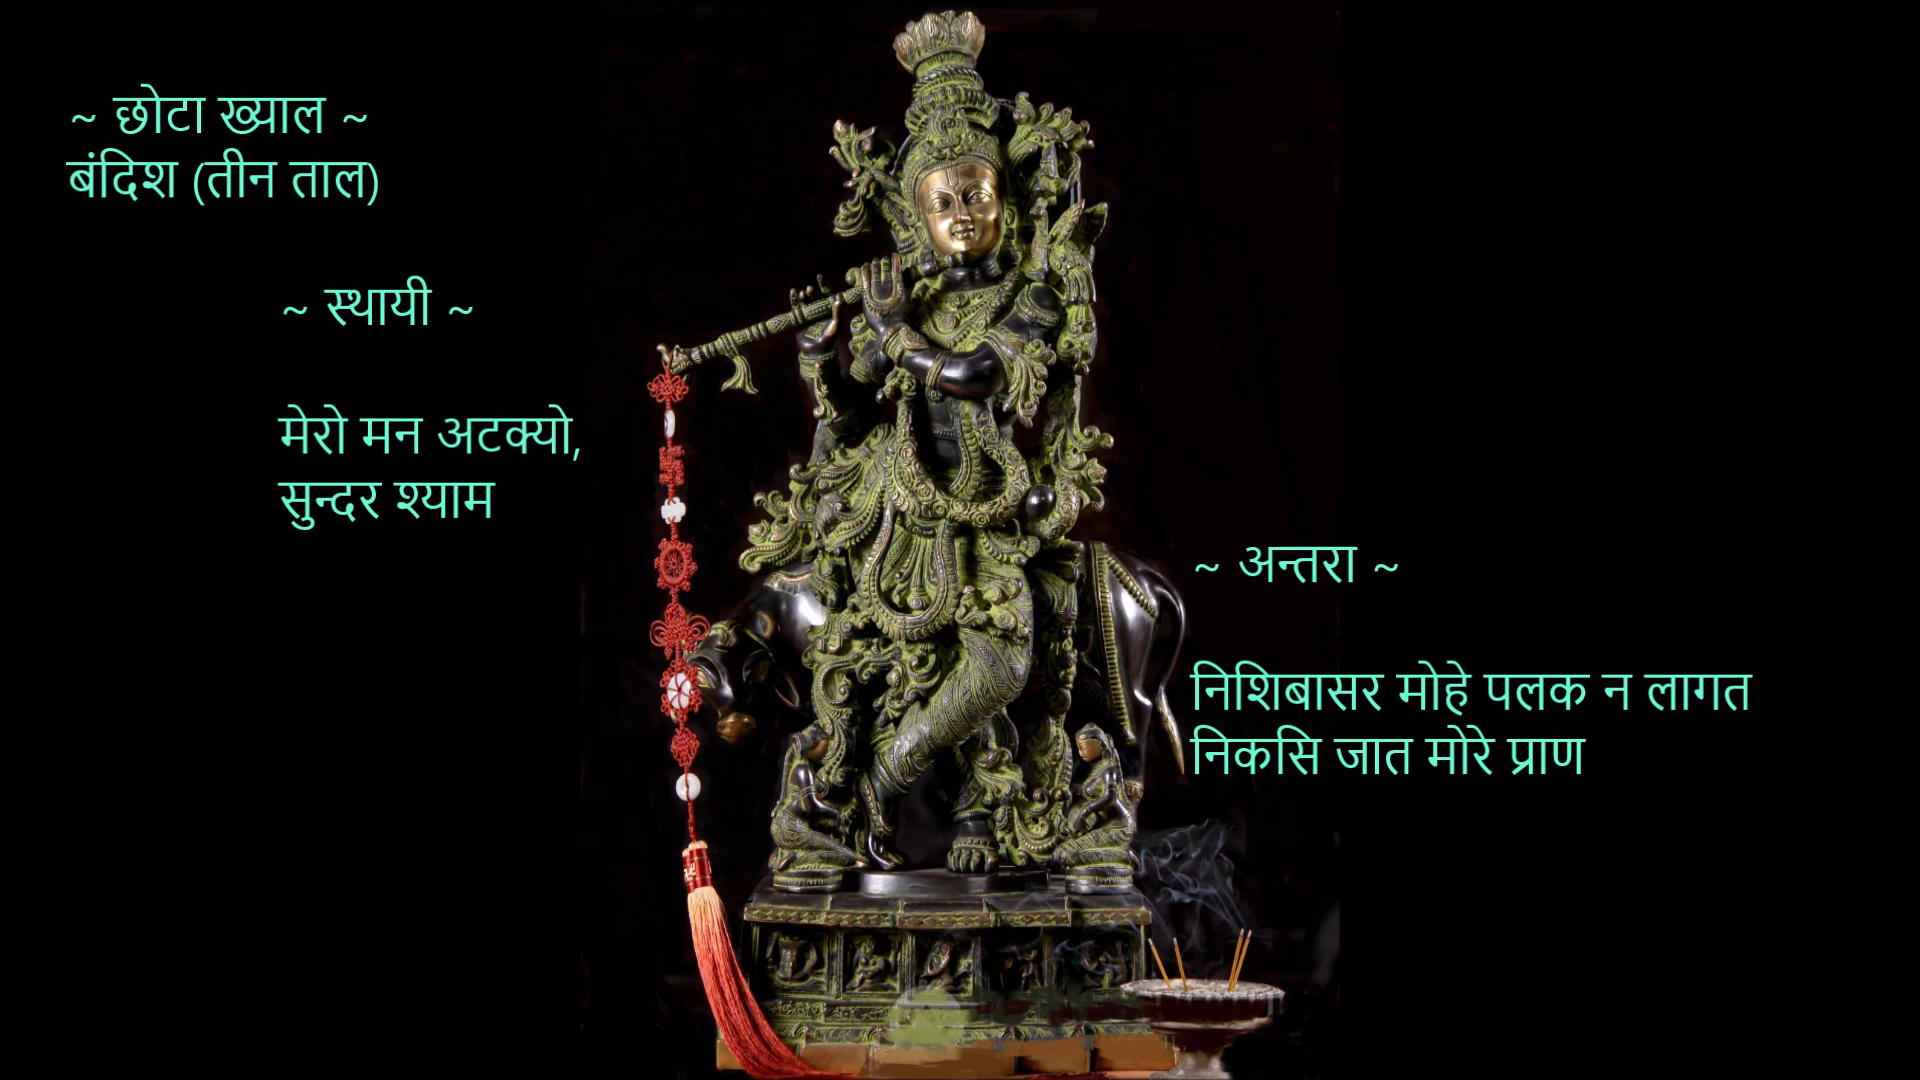 ~ छोटा ख्याल ~
बंदिश (तीन ताल)
~ स्थायी ~
मेरो मन अटक्यो,
सुन्दर श्याम
~ अन्तरा ~
निशिबासर मोहे पलक न लागत
निकसि जात मोरे प्राण